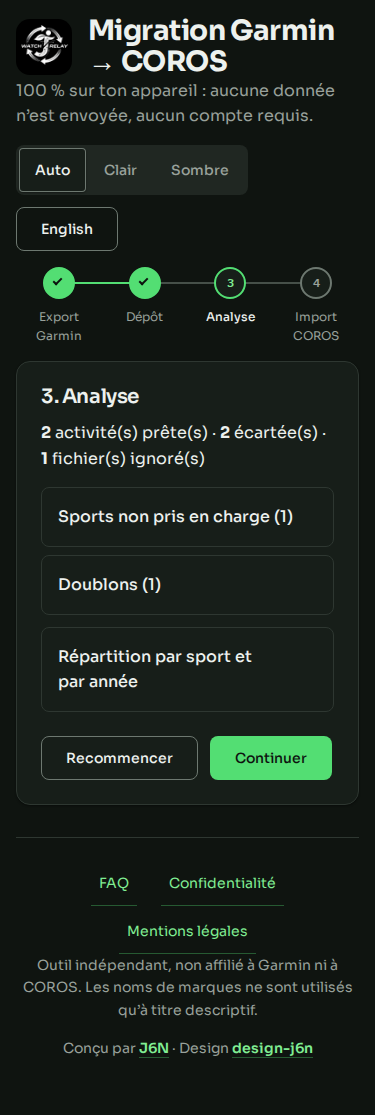 WATCH RELAY
Migration Garmin
→ COROS
100 % sur ton appareil : aucune donnée
n’est envoyée, aucun compte requis.
Auto Clair Sombre
English
3 4
Export Dépôt Analyse Import
Garmin COROS
3. Analyse
2 activité(s) prête(s) · 2 écartée(s) ·
1 fichier(s) ignoré(s)
Sports non pris en charge (1)
Doublons (1)
Répartition par sport et
par année
Recommencer Continuer
FAQ Confidentialité
Mentions légales
Outil indépendant, non affilié à Garmin ni à
COROS. Les noms de marques ne sont utilisés
qu’à titre descriptif.
Conçu par J6N · Design design-j6n